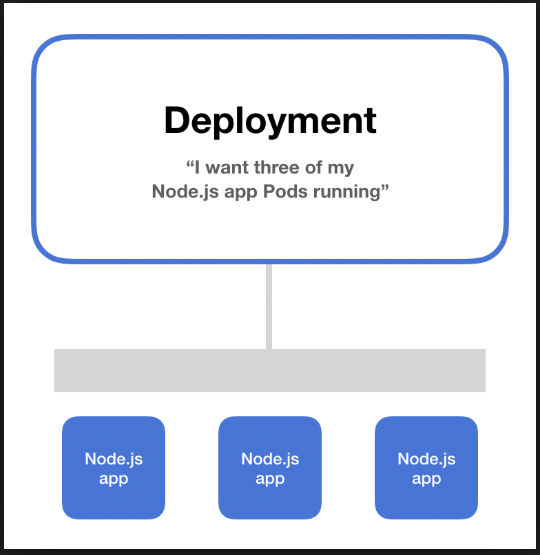 Deployment
“I want three of my
Node.js app Pods running”
Node.js
app
Node.js
app
Node.js
app